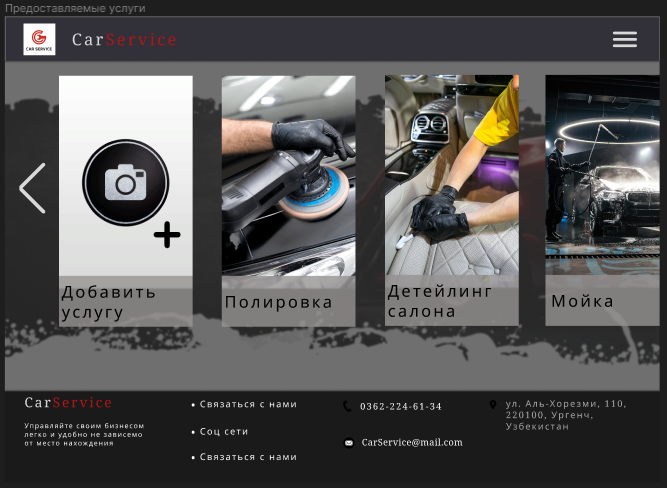 Предоставляемые услуги
CAR SERVICE
CarService
Добавить
услугу
Полировка
Детейлинг
салона
Мойка
CarService
Управляйте своим бизнесом
легко и удобно не зависемо
от место нахождения
• Связаться с нами
• Соц сети
• Связаться с нами
0362-224-61-34
CarService@mail.com
ул. Аль-Хорезми, 110,
220100, Ургенч,
Узбекистан